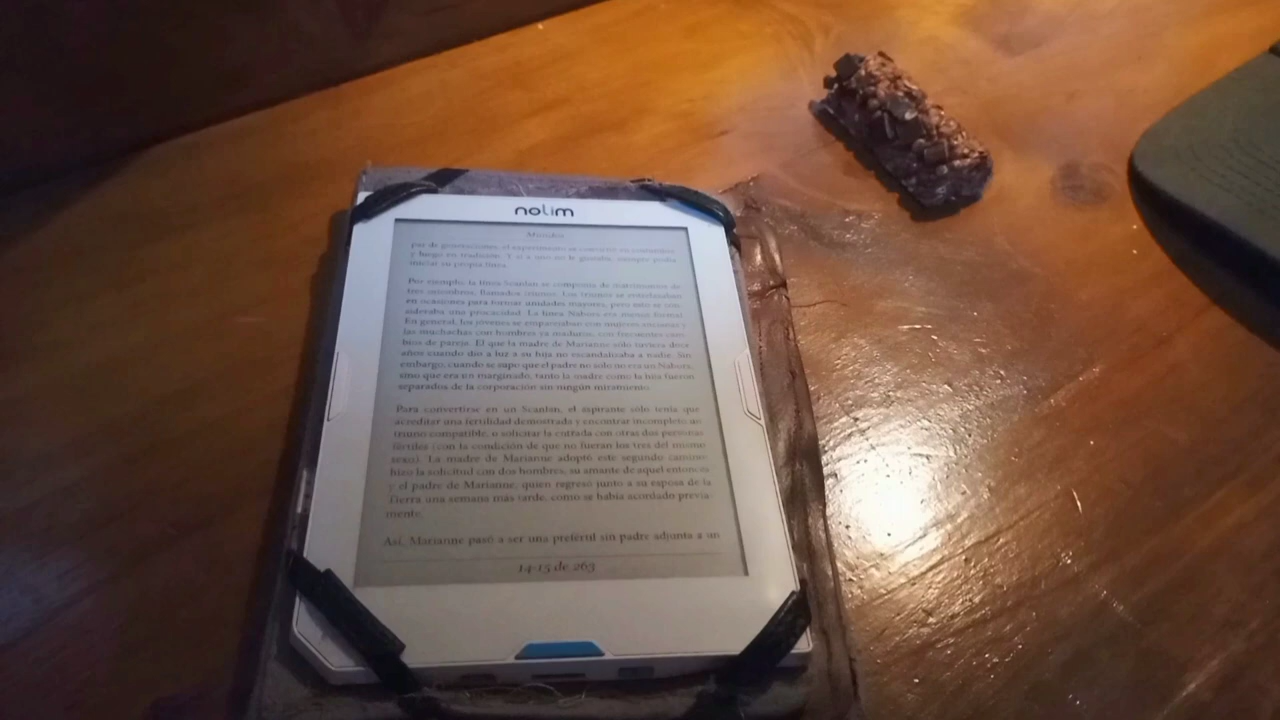 nolim
Mundos
par de generaciones, el experimento se convirtió en costumbre
y luego en tradición. Y si a uno no le gustaba, siempre podía
iniciar su propia línea.
Por ejemplo: la línea Scanlan se componía de matrimonios de
tres miembros, llamados triunos. Los triunos se entrelazaban
en ocasiones para formar unidades mayores, pero esto se con-
sideraba una procacidad. La línea Nabors era menos formal.
En general, los jóvenes se emparejaban con mujeres ancianas y
las muchachas con hombres ya maduros, con frecuentes cam-
bios de pareja. El que la madre de Marianne sólo tuviera doce
años cuando dio a luz a su hija no escandalizaba a nadie. Sin
embargo, cuando se supo que el padre no sólo no era un Nabors,
sino que era un marginado, tanto la madre como la hija fueron
separados de la corporación sin ningún miramiento.
Para convertirse en un Scanlan, el aspirante sólo tenía que
acreditar una fertilidad demostrada y encontrar incompleto un
triuno compatible, o solicitar la entrada con otras dos personas
fértiles (con la condición de que no fueran los tres del mismo
sexo). La madre de Marianne adoptó este segundo camino:
hizo la solicitud con dos hombres, su amante de aquel entonces
y el padre de Marianne, quien regresó junto a su esposa de la
Tierra una semana más tarde, como se había acordado previa-
mente.
Así, Marianne pasó a ser una prefértil sin padre adjunta a un
14-15 de 263